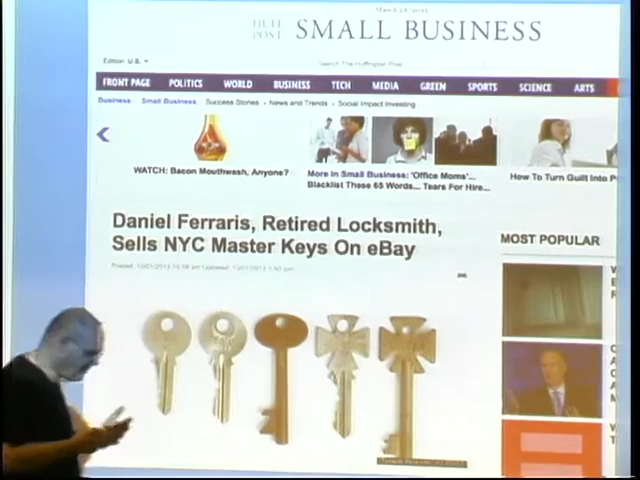 March 28, 2013
HUFF POST SMALL BUSINESS
Edition: U.S.
Search The Huffington Post
FRONT PAGE POLITICS WORLD BUSINESS TECH MEDIA GREEN SPORTS SCIENCE ARTS
Business Small Business Success Stories • News and Trends • Social Impact Investing
WATCH: Bacon Mouthwash, Anyone?
More in Small Business: 'Office Moms'...
Blacklist These 65 Words... Tears For Hire...
How To Turn Guilt Into P
Daniel Ferraris, Retired Locksmith,
Sells NYC Master Keys On eBay
MOST POPULAR